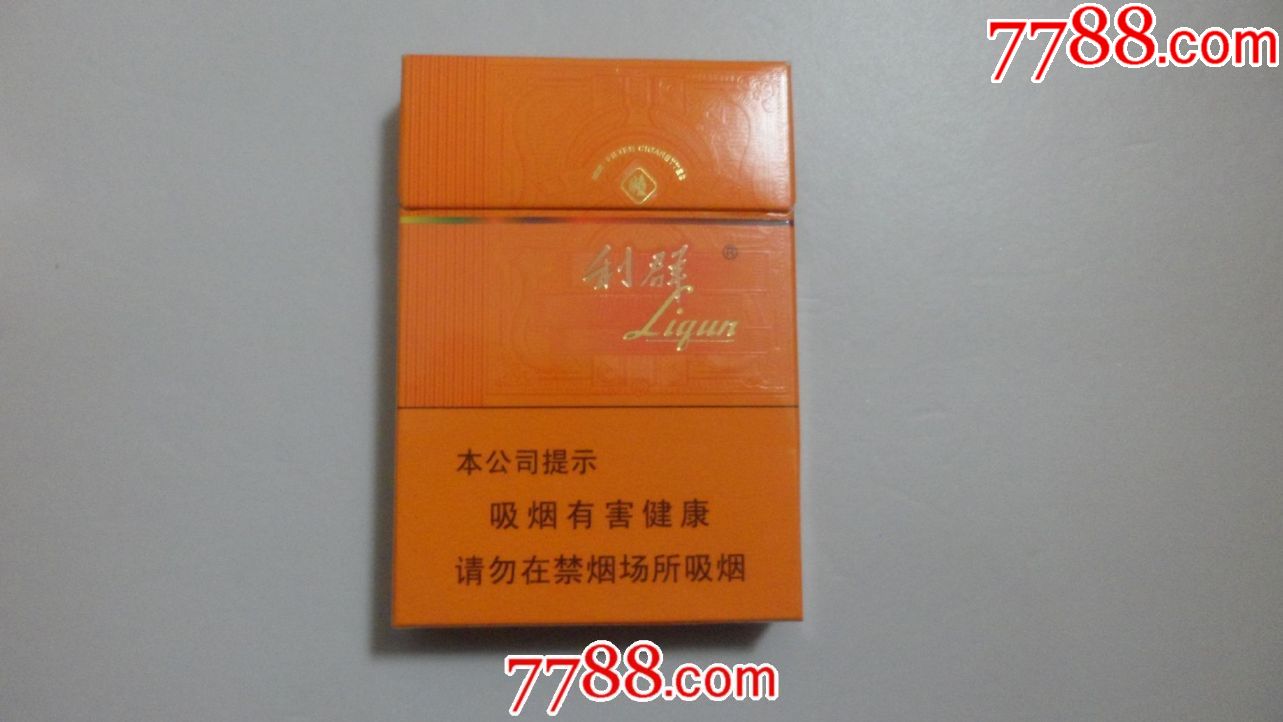 7788.com
利群
®
Liqun
本公司提示
吸烟有害健康
请勿在禁烟场所吸烟
7788.com